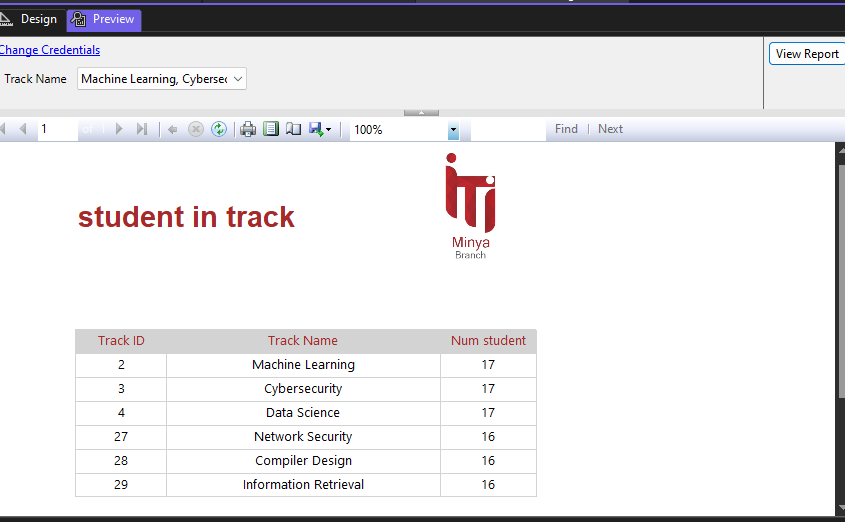 Design Preview
Change Credentials
View Report
Track Name Machine Learning, Cybersec
1 of 1 100% Find | Next
student in track
Minya
Branch
Track ID Track Name Num student
2 Machine Learning 17
3 Cybersecurity 17
4 Data Science 17
27 Network Security 16
28 Compiler Design 16
29 Information Retrieval 16